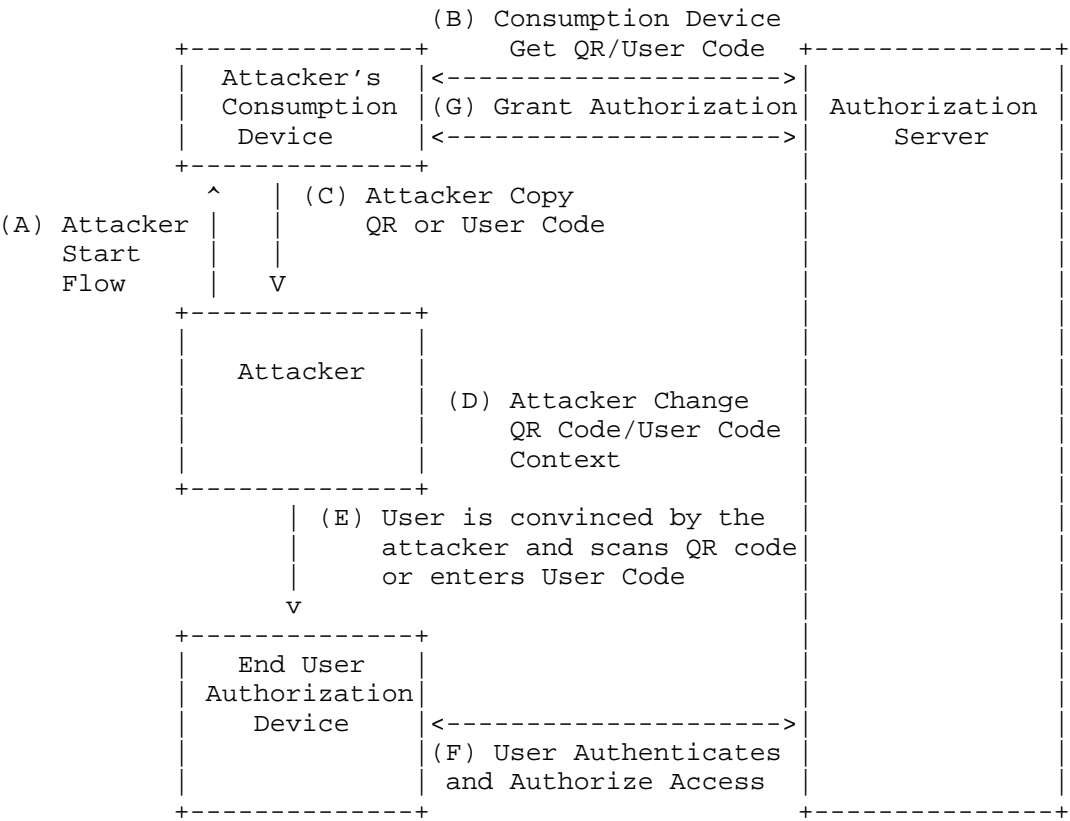 (B) Consumption Device
Get QR/User Code
Attacker's
Consumption
Device
(G) Grant Authorization
Authorization
Server
(C) Attacker Copy
QR or User Code
(A) Attacker
Start
Flow
V
Attacker
(D) Attacker Change
QR Code/User Code
Context
(E) User is convinced by the
attacker and scans QR code
or enters User Code
v
End User
Authorization
Device
(F) User Authenticates
and Authorize Access